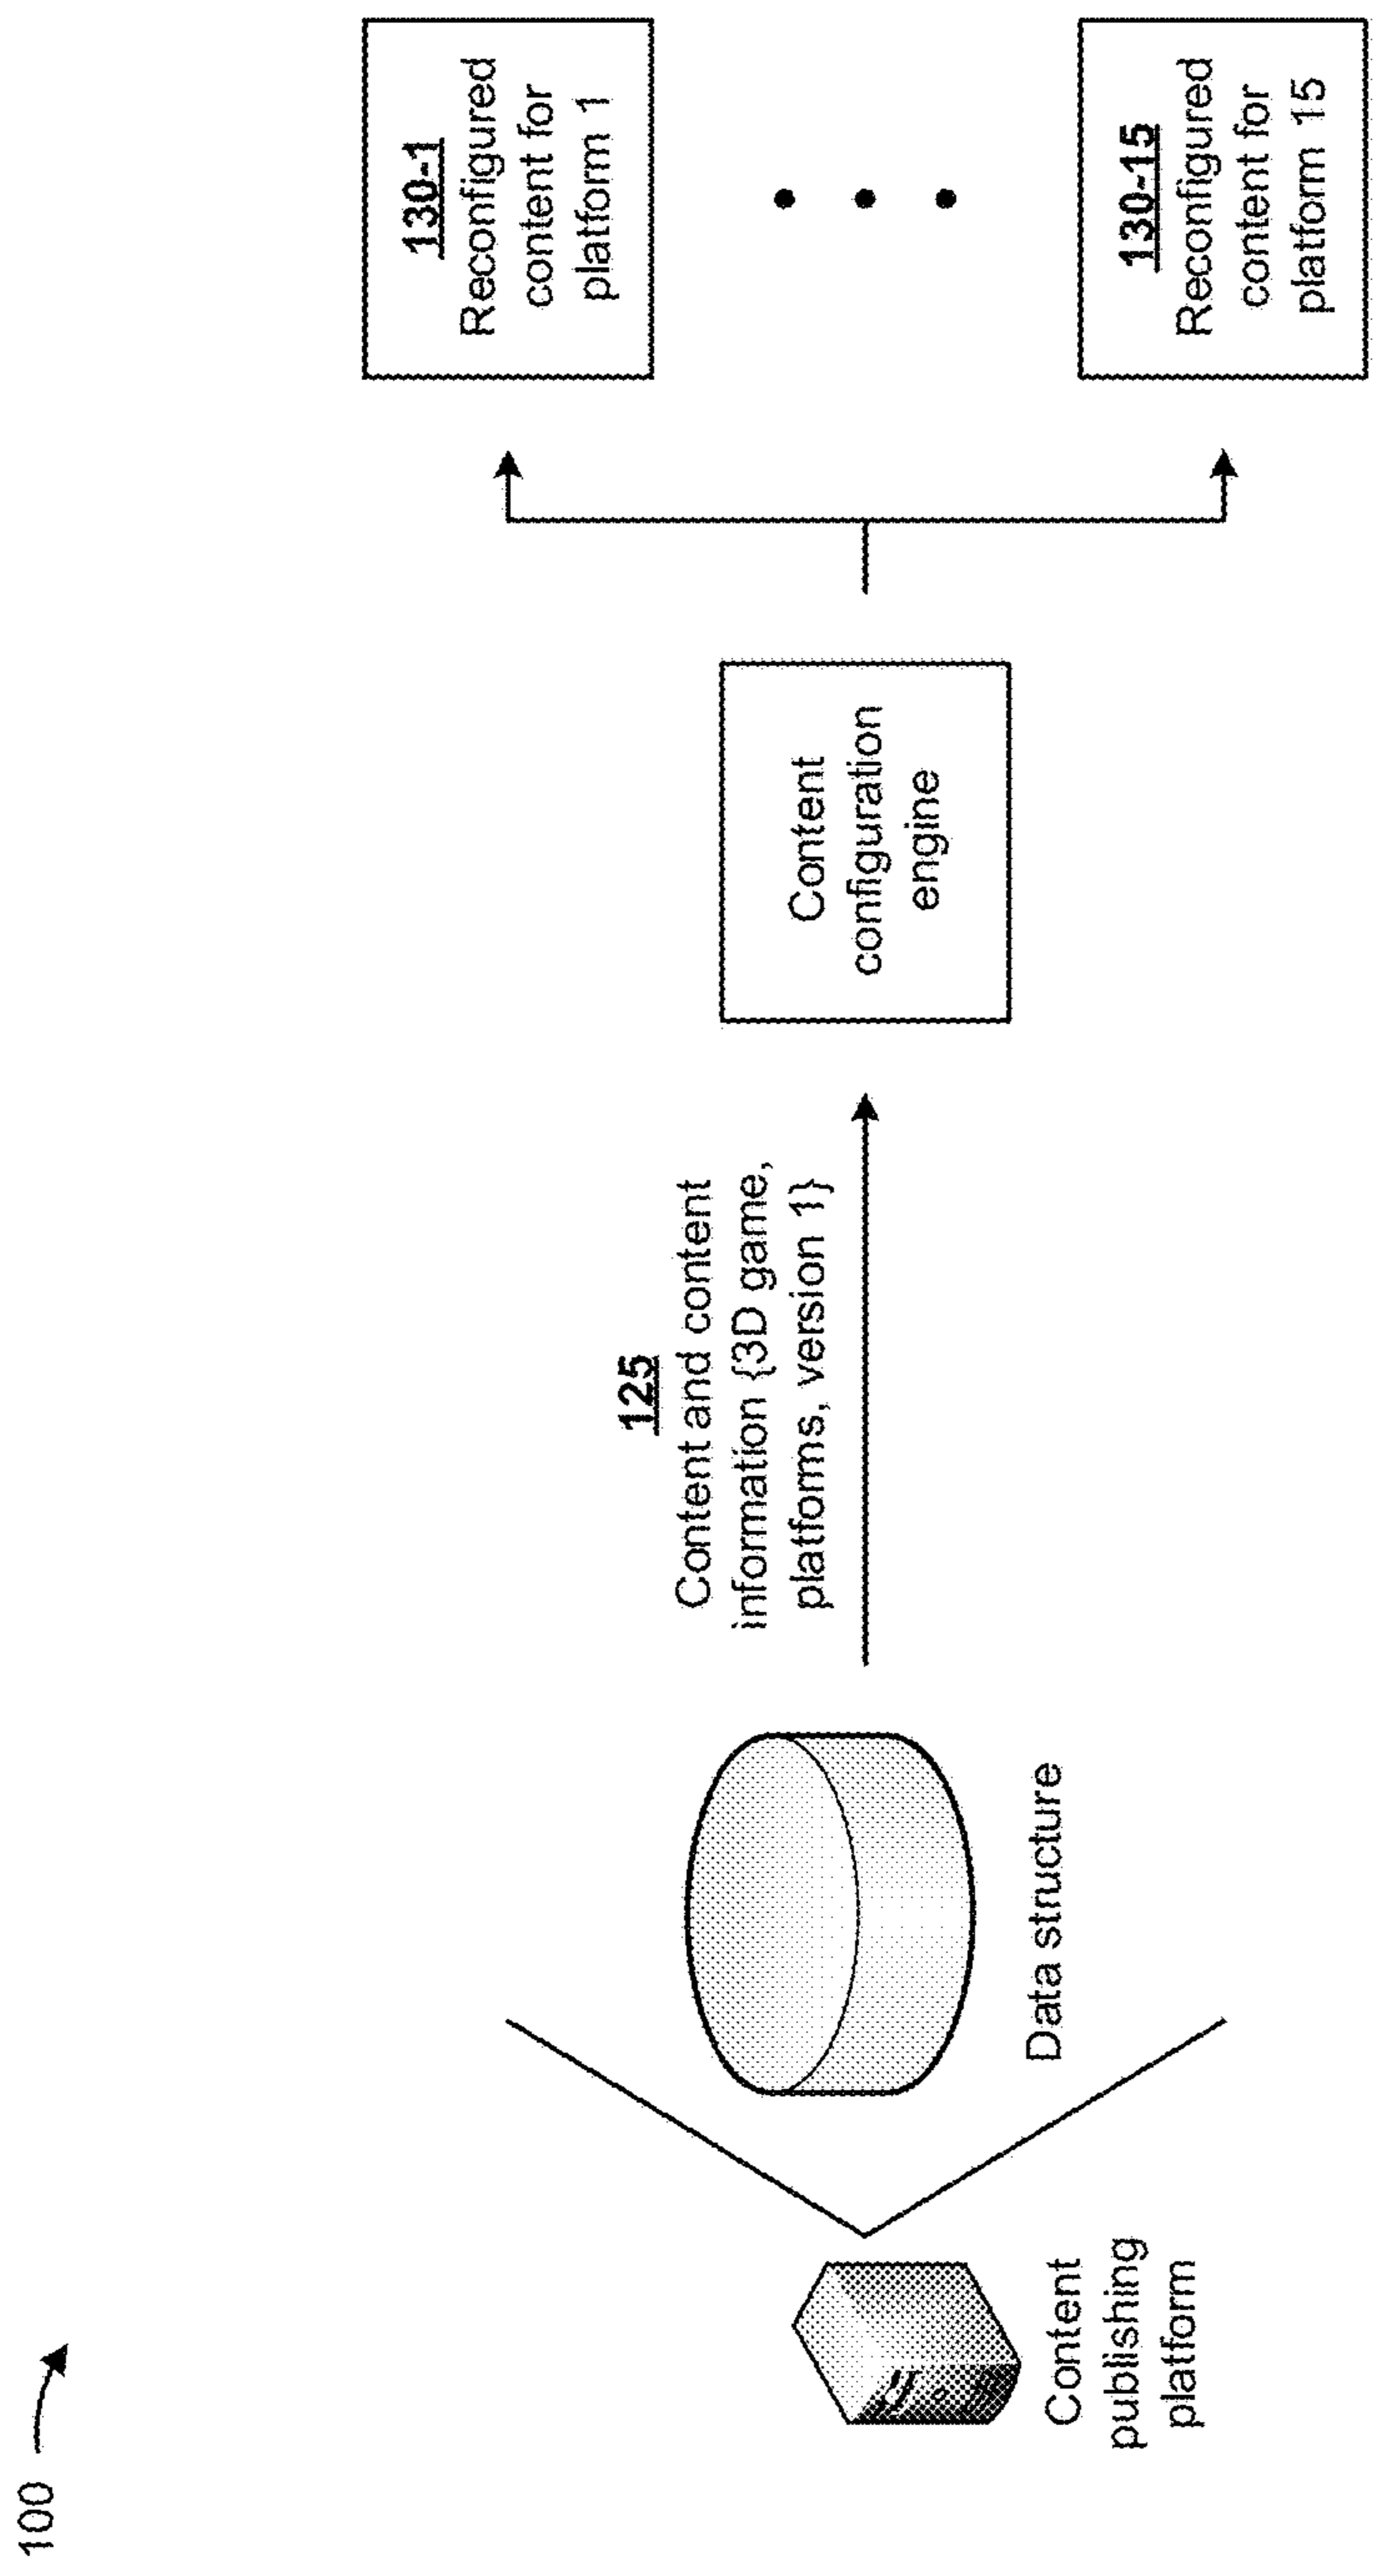 100
Content
publishing
platform
Data structure
125
Content and content
information {3D game,
platforms, version 1}
Content
configuration
engine
130-1
Reconfigured
content for
platform 1
130-15
Reconfigured
content for
platform 15